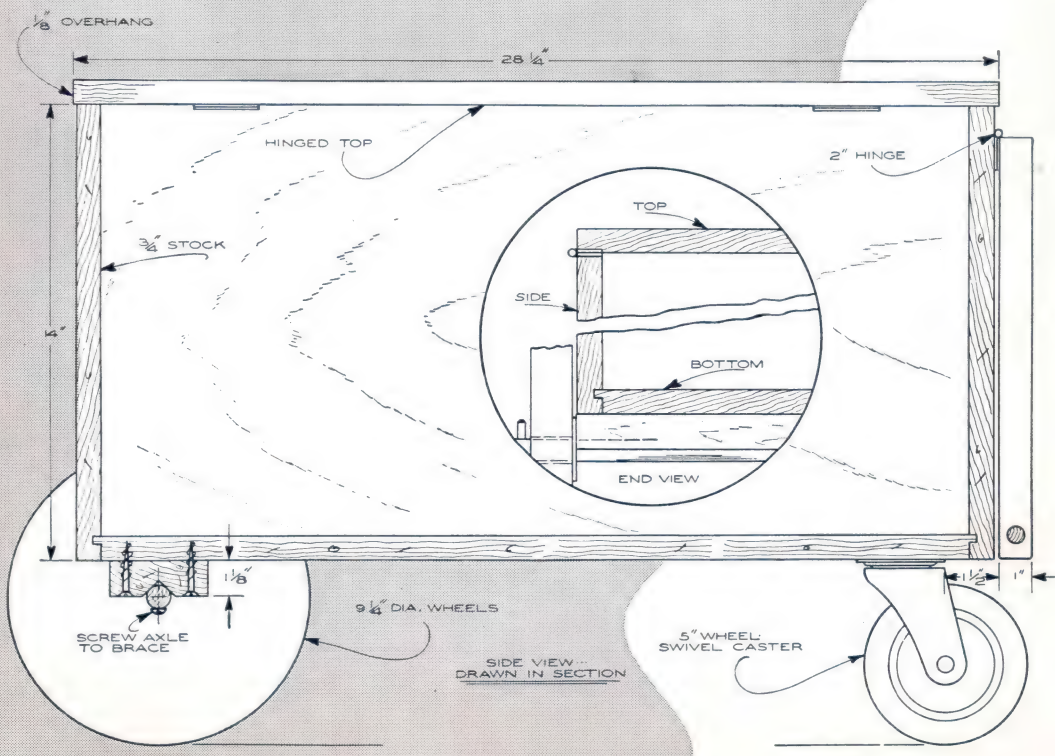 1/8" OVERHANG
28 1/4"
HINGED TOP
2" HINGE
TOP
3/4" STOCK
SIDE
14"
BOTTOM
END VIEW
1 1/8"
1 1/2"
1"
9 1/4" DIA. WHEELS
SCREW AXLE
TO BRACE
5" WHEEL
SWIVEL CASTER
SIDE VIEW
DRAWN IN SECTION